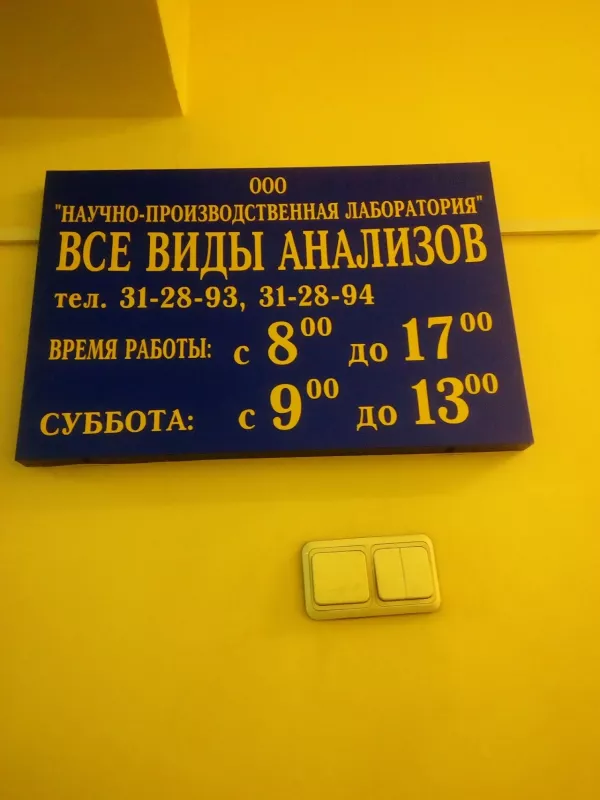 ООО
"НАУЧНО-ПРОИЗВОДСТВЕННАЯ ЛАБОРАТОРИЯ"
ВСЕ ВИДЫ АНАЛИЗОВ
тел. 31-28-93, 31-28-94
ВРЕМЯ РАБОТЫ: с 8⁰⁰ до 17⁰⁰
СУББОТА: с 9⁰⁰ до 13⁰⁰